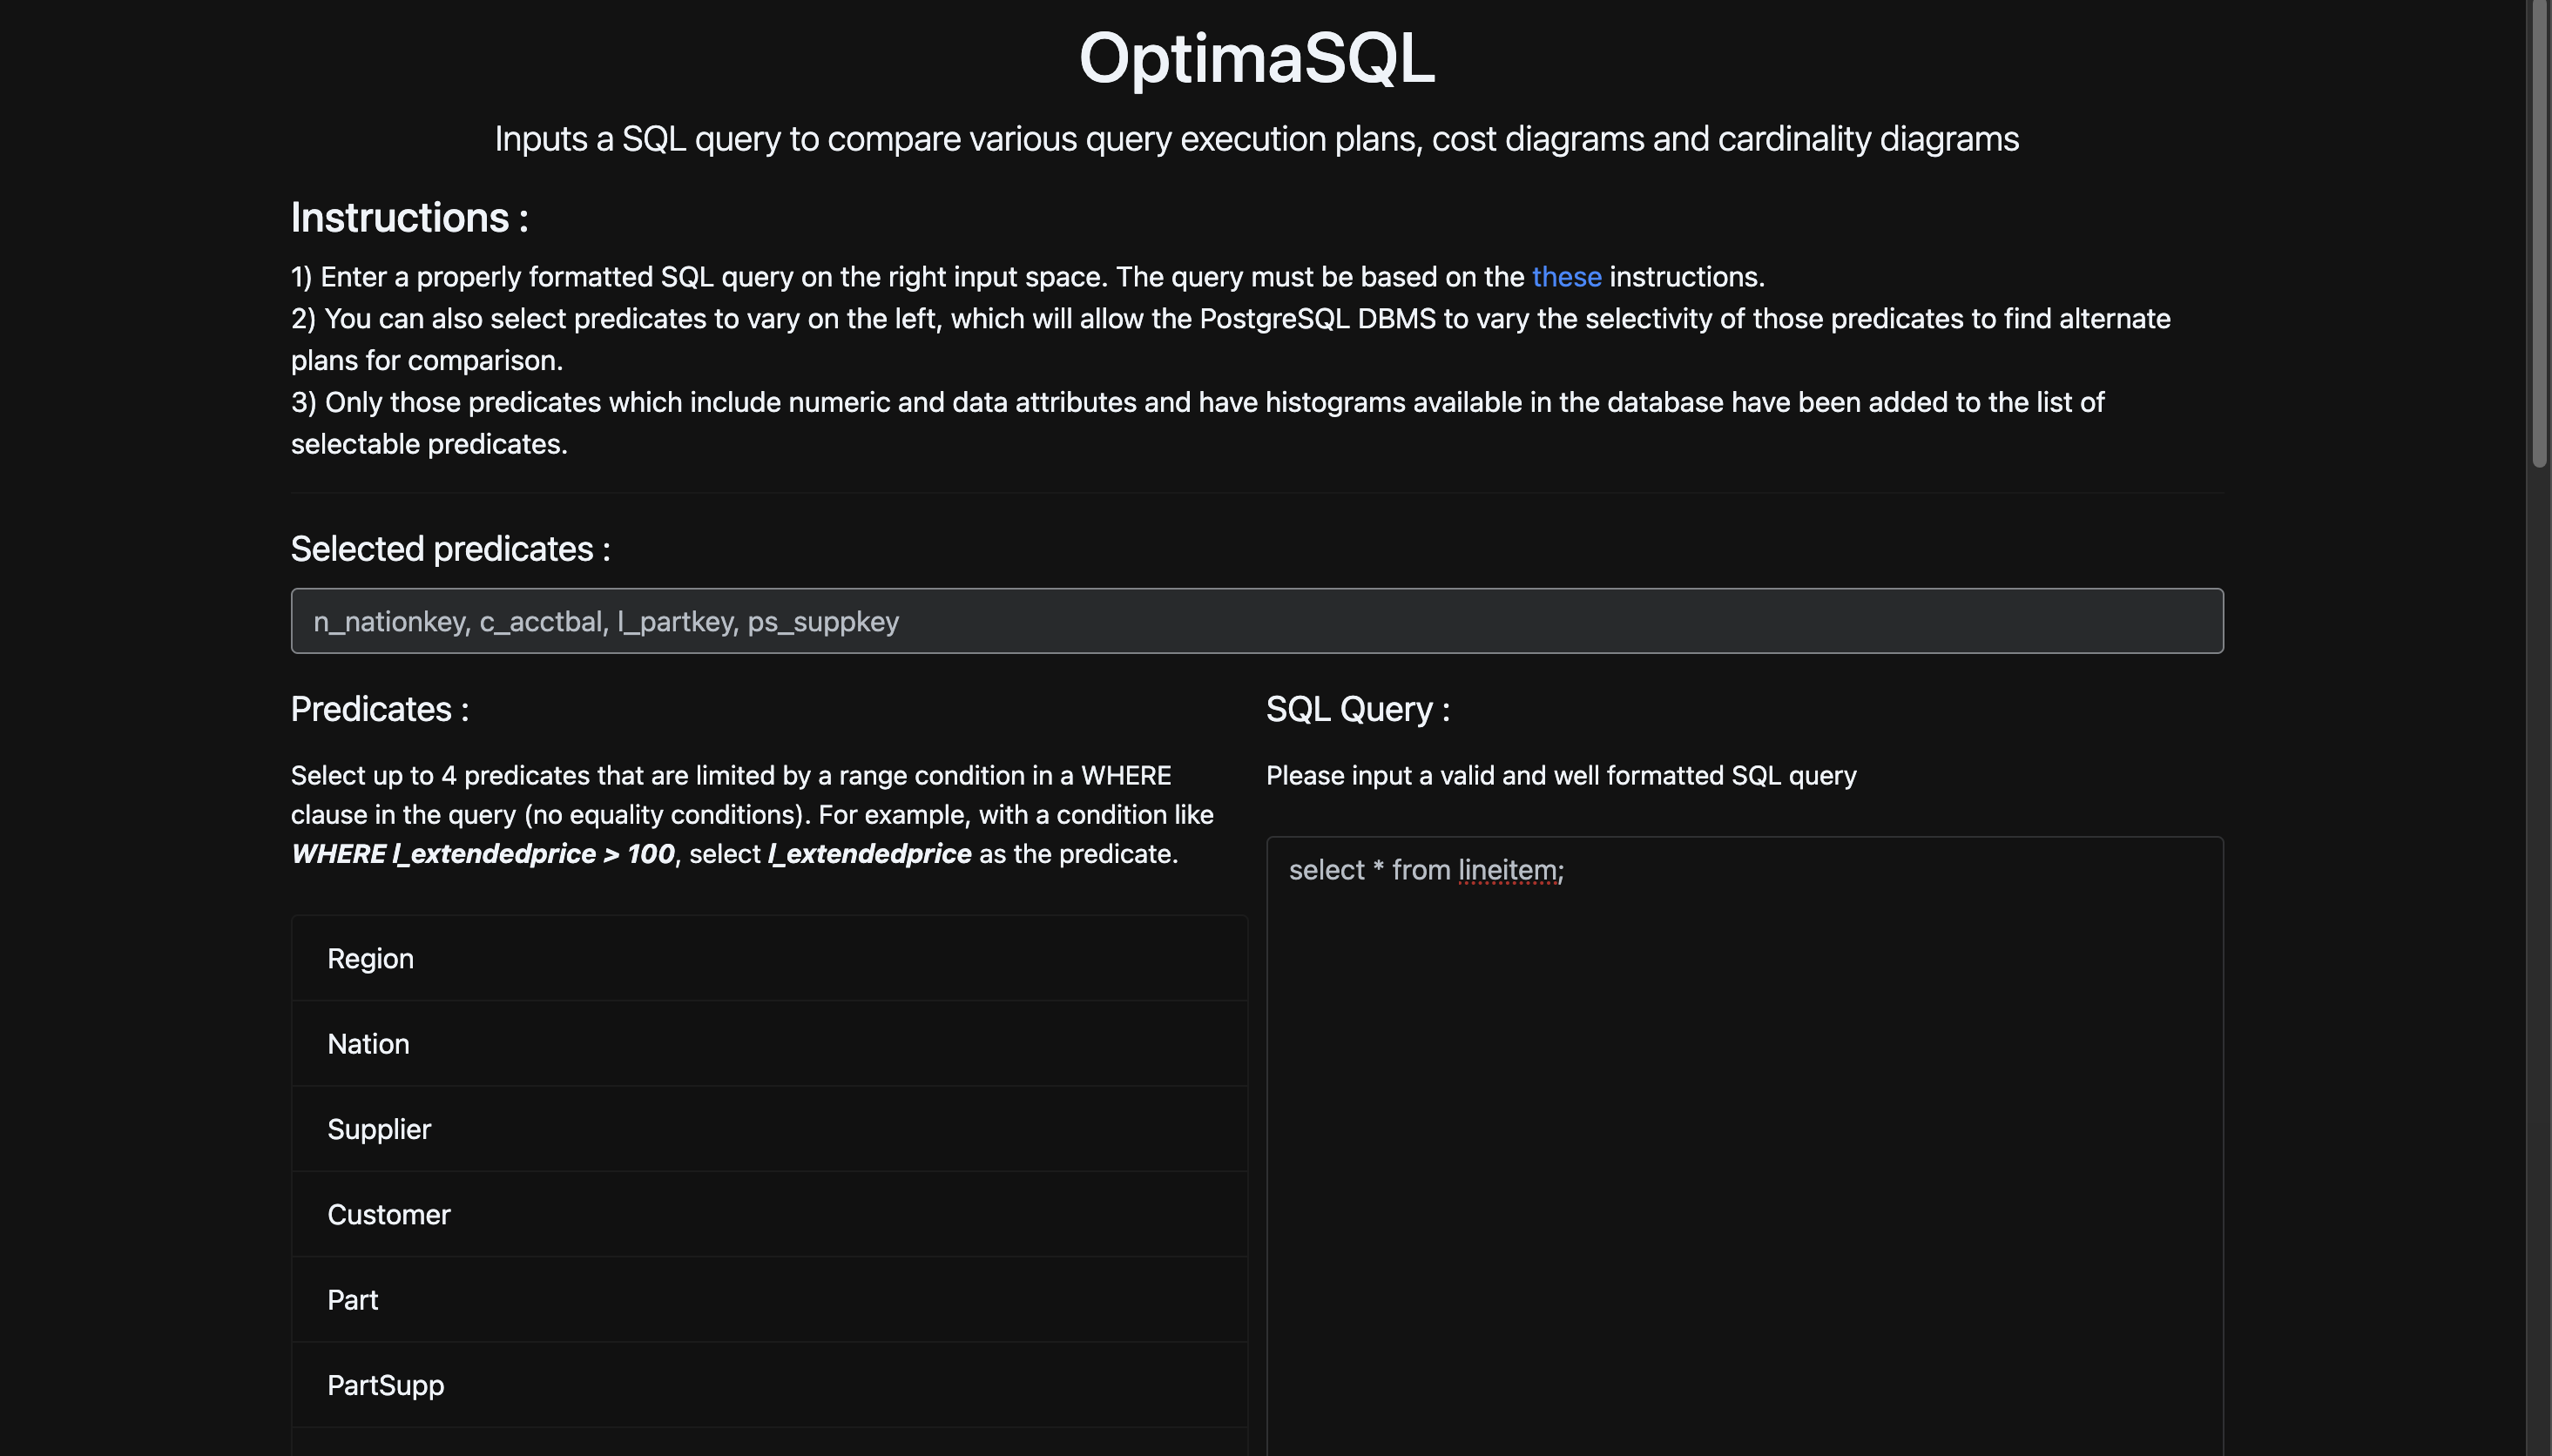 OptimaSQL
Inputs a SQL query to compare various query execution plans, cost diagrams and cardinality diagrams
Instructions :
1) Enter a properly formatted SQL query on the right input space. The query must be based on the these instructions.
2) You can also select predicates to vary on the left, which will allow the PostgreSQL DBMS to vary the selectivity of those predicates to find alternate
plans for comparison.
3) Only those predicates which include numeric and data attributes and have histograms available in the database have been added to the list of
selectable predicates.
Selected predicates :
n_nationkey, c_acctbal, l_partkey, ps_suppkey
Predicates :
Select up to 4 predicates that are limited by a range condition in a WHERE
clause in the query (no equality conditions). For example, with a condition like
WHERE l_extendedprice > 100, select l_extendedprice as the predicate.
Region
Nation
Supplier
Customer
Part
PartSupp
SQL Query :
Please input a valid and well formatted SQL query
select * from lineitem;